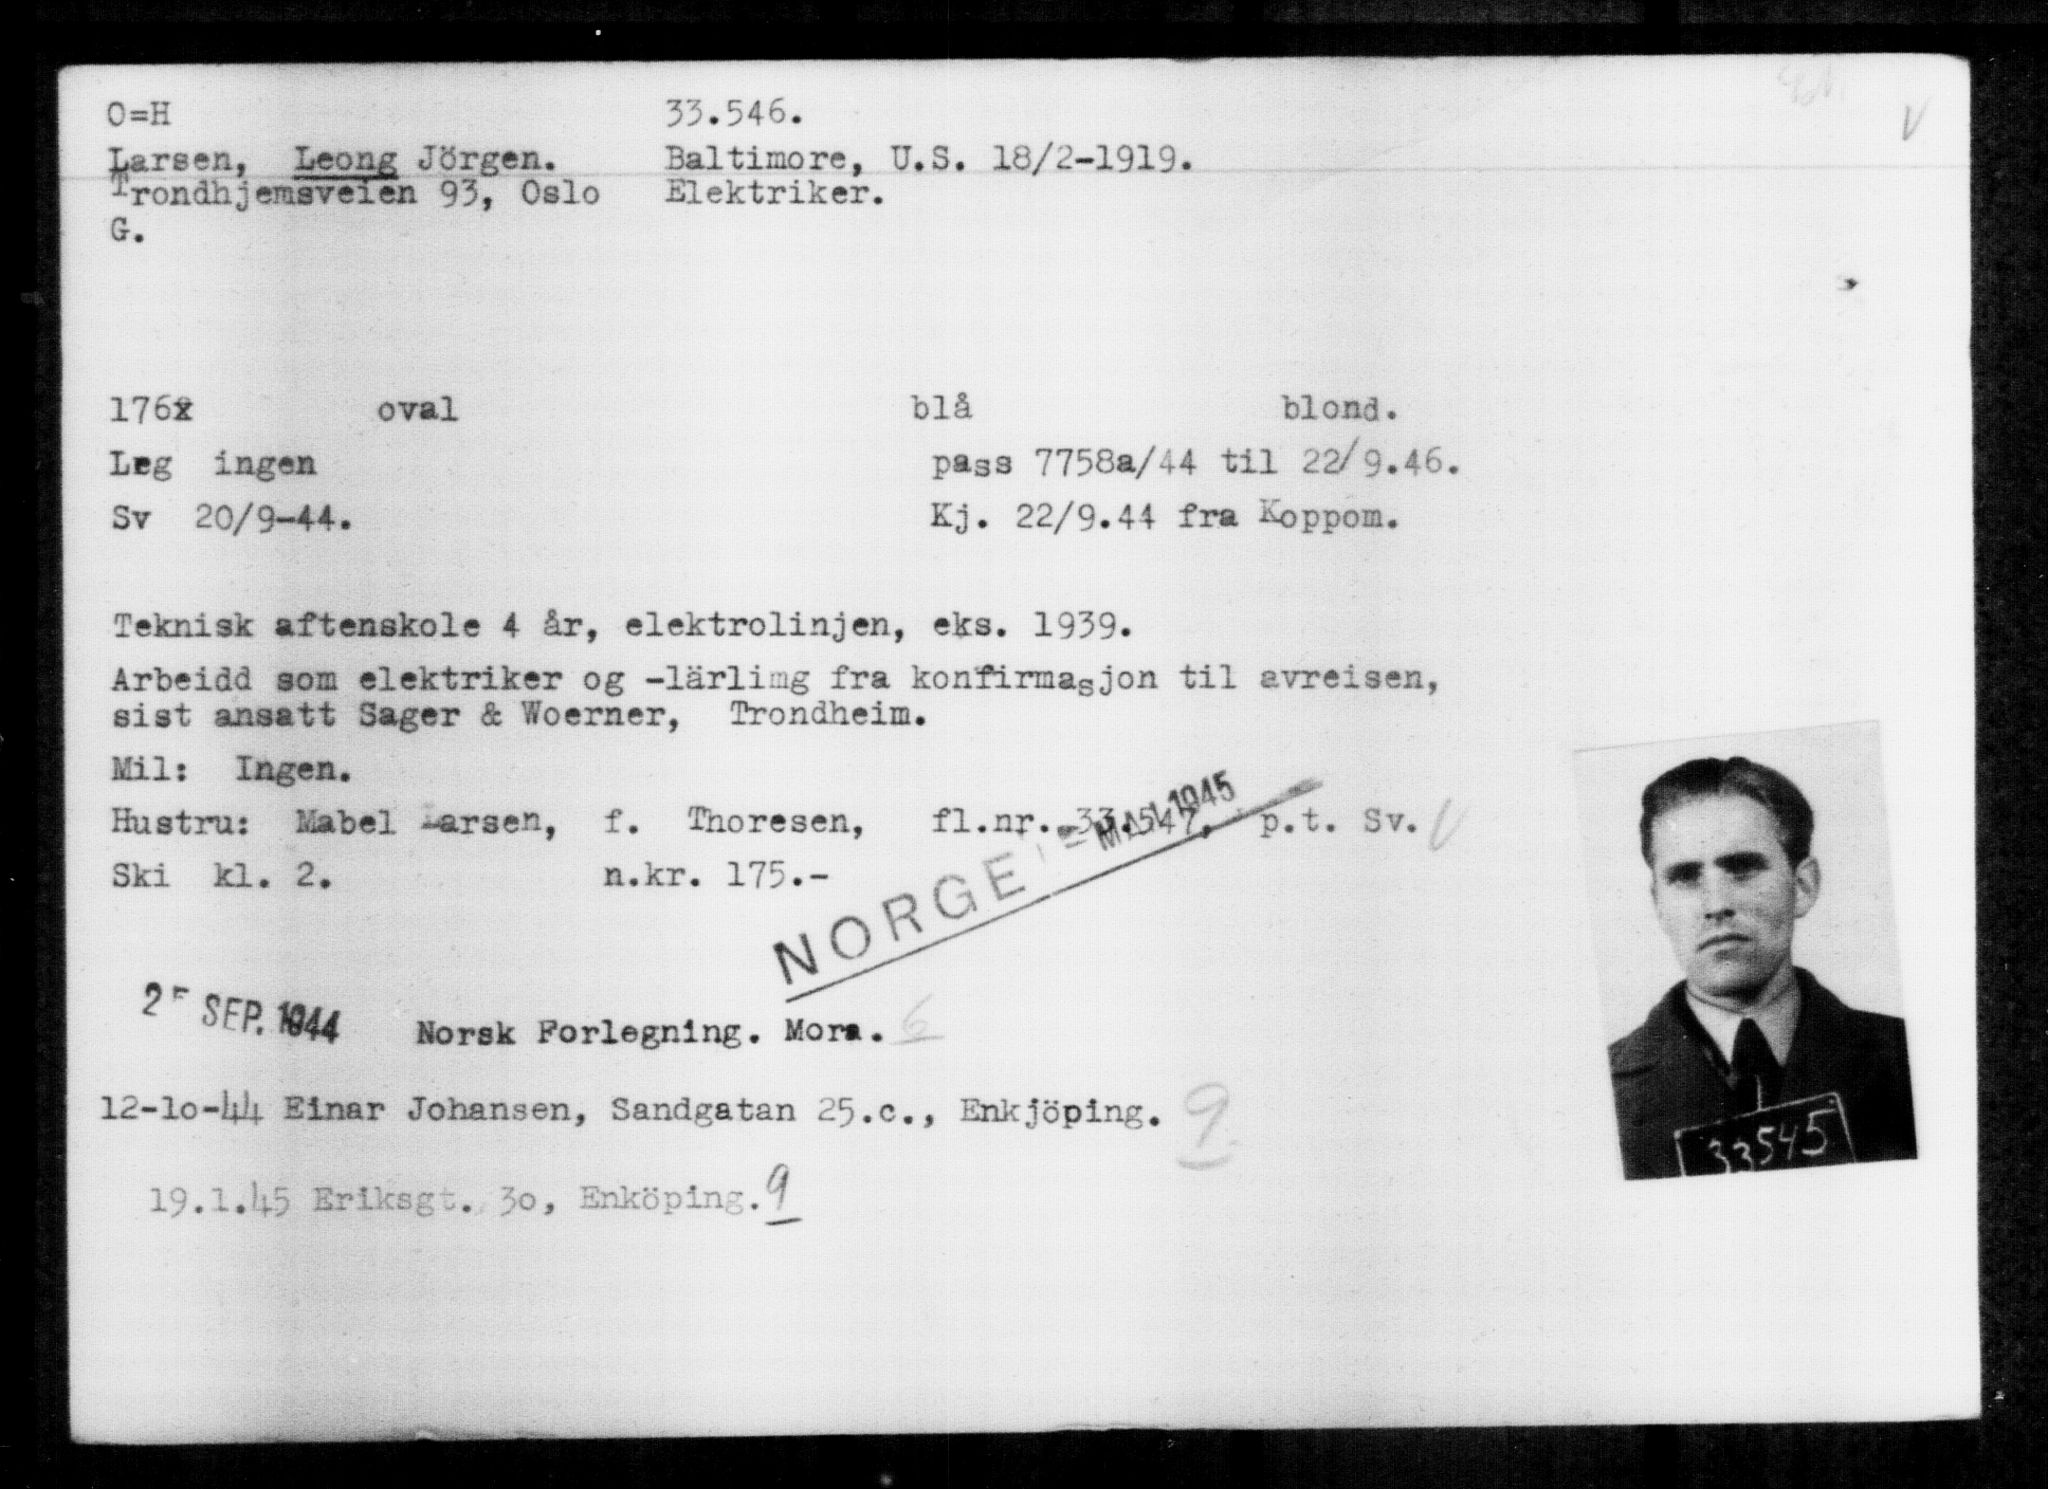 O=H 33.546.
Larsen, Leong Jörgen. Baltimore, U.S. 18/2-1919.
Trondhjemsveien 93, Oslo Elektriker.
G.
176 oval blå blond.
Leg ingen pass 7758a/44 til 22/9.46.
Sv 20/9-44. Kj. 22/9.44 fra Koppom.
Teknisk aftenskole 4 år, elektrolinjen, eks. 1939.
Arbeidd som elektriker og -lärlimg fra konfirmasjon til avreisen,
sist ansatt Sager & Woerner, Trondheim.
Mil: Ingen.
Hustru: Mabel Larsen, f. Thoresen, fl.nr. 33.547, p.t. Sv. V
Ski kl. 2. n.kr. 175.-
NORGE MAI 1945
SEP. 1944 Norsk Forlegning. Mora. 6
12-10-44 Einar Johansen, Sandgatan 25.c., Enkjöping. 9
19.1.45 Eriksgt. 30, Enköping. 9
33545